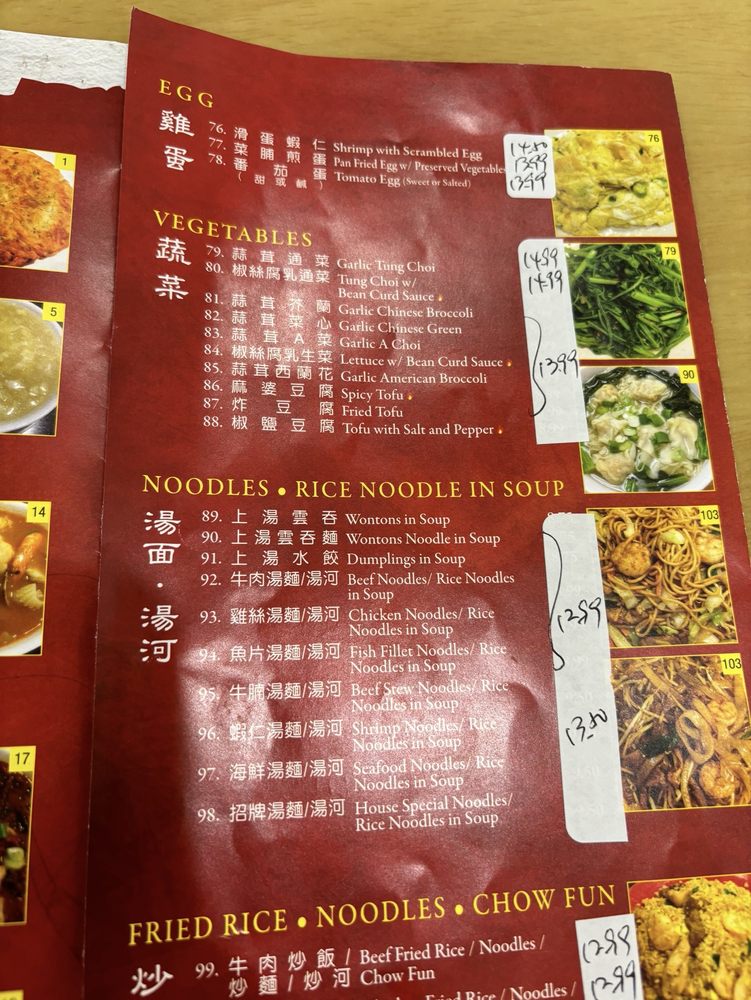 EGG
雞蛋
76. 滑蛋蝦仁 Shrimp with Scrambled Egg 14.50
77. 菜脯煎蛋 Pan Fried Egg w/ Preserved Vegetables 13.99
78. 番茄蛋 Tomato Egg (Sweet or Salted) 13.99
(甜或鹹)
76
VEGETABLES
蔬菜
79. 蒜茸通菜 Garlic Tung Choi 14.99
80. 椒絲腐乳通菜 Tung Choi w/ 14.99
Bean Curd Sauce
81. 蒜茸芥蘭 Garlic Chinese Broccoli
82. 蒜茸菜心 Garlic Chinese Green
83. 蒜茸A菜 Garlic A Choi
84. 椒絲腐乳生菜 Lettuce w/ Bean Curd Sauce 13.99
85. 蒜茸西蘭花 Garlic American Broccoli
86. 麻婆豆腐 Spicy Tofu
87. 炸豆腐 Fried Tofu
88. 椒鹽豆腐 Tofu with Salt and Pepper
79
90
NOODLES • RICE NOODLE IN SOUP
湯面・湯河
89. 上湯雲吞 Wontons in Soup
90. 上湯雲吞麵 Wontons Noodle in Soup
91. 上湯水餃 Dumplings in Soup
92. 牛肉湯麵/湯河 Beef Noodles/ Rice Noodles
in Soup
93. 雞絲湯麵/湯河 Chicken Noodles/ Rice 12.99
Noodles in Soup
94. 魚片湯麵/湯河 Fish Fillet Noodles/ Rice
Noodles in Soup
95. 牛腩湯麵/湯河 Beef Stew Noodles/ Rice
Noodles in Soup
96. 蝦仁湯麵/湯河 Shrimp Noodles/ Rice 13.50
Noodles in Soup
97. 海鮮湯麵/湯河 Seafood Noodles/ Rice
Noodles in Soup
98. 招牌湯麵/湯河 House Special Noodles/
Rice Noodles in Soup
103
103
FRIED RICE • NOODLES • CHOW FUN
炒
99. 牛肉炒飯 / Beef Fried Rice / Noodles / 12.99
炒麵 / 炒河 Chow Fun
Fried Rice / Noodles / 12.99
1
5
14
17